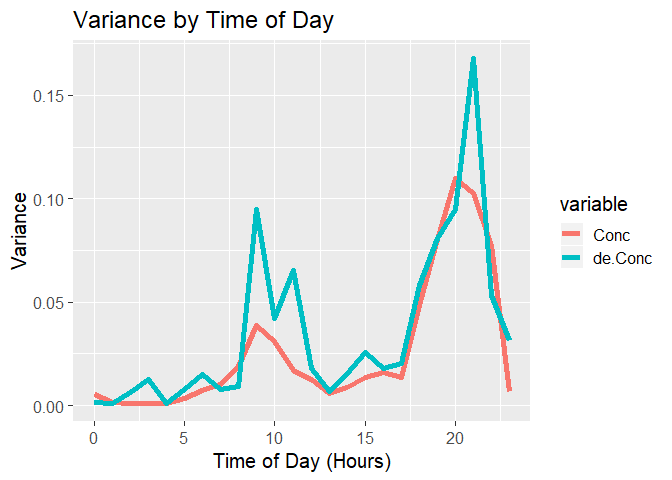 Variance by Time of Day
Variance
0.15
0.10
0.05
0.00
0
5
10
15
20
Time of Day (Hours)
variable
Conc
de.Conc